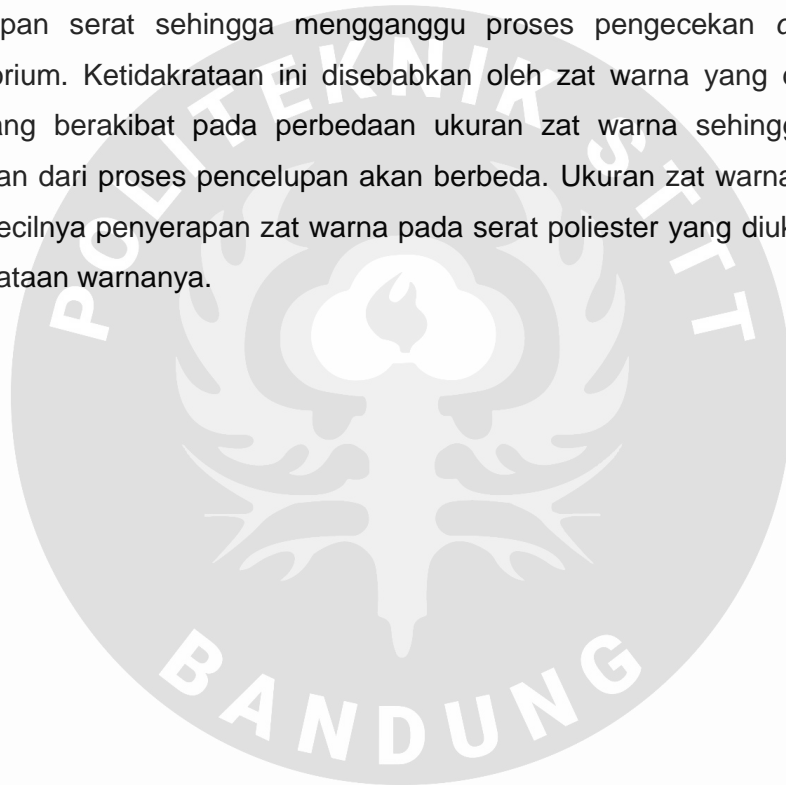 pan serat sehingga mengganggu proses pengecekan
orium. Ketidakrataan ini disebabkan oleh zat warna yang
ang berakibat pada perbedaan ukuran zat warna sehingg
an dari proses pencelupan akan berbeda. Ukuran zat warna
ecilnya penyerapan zat warna pada serat poliester yang diuk
ataan warnanya.
POLITEKNIK STTT
BANDUNG